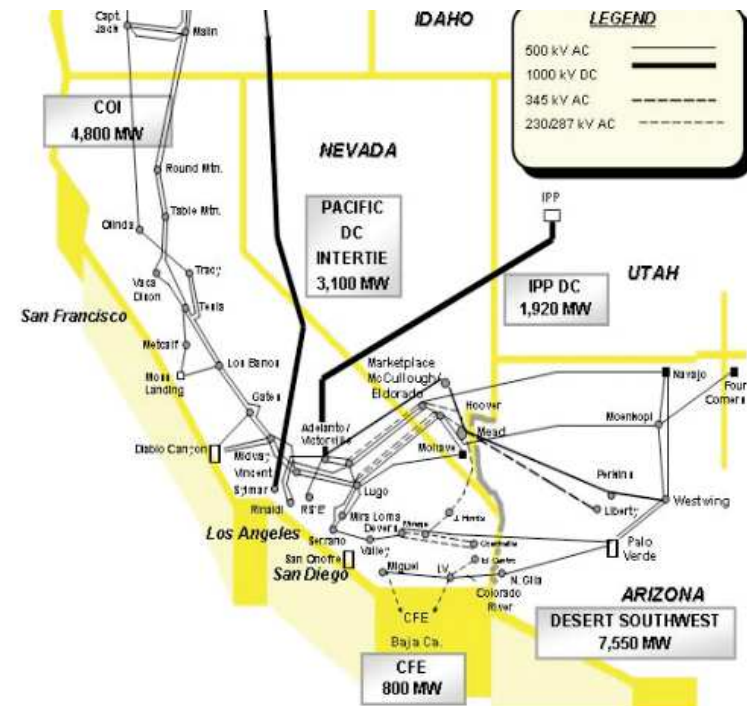 Capt.
Jack
Malin
IDAHO
LEGEND
500 kV AC
1000 kV DC
345 kV AC
230/287 kV AC
COI
4,800 MW
NEVADA
Round Mtn.
Table Mtn.
Olinda
PACIFIC
DC
INTERTIE
3,100 MW
IPP
IPP DC
1,920 MW
UTAH
Tracy
Vaca
Dixon
Tesla
San Francisco
Metcalf
Los Banos
Moss
Landing
Gates
Marketplace
McCullough/
Eldorado
Hoover
Navajo
Four
Corners
Adelanto/
Victorville
Mead
Moenkopi
Diablo Canyon
Midway
Vincent
Mohave
Sylmar
Lugo
Perkins
Rinaldi
Liberty
Westwing
Los Angeles
Mira Loma
Devers
Serrano
Valley
Palo
Verde
San Onofre
San Diego
Miguel
I.V.
N. Gila
Colorado
River
ARIZONA
CFE
Baja Ca.
DESERT SOUTHWEST
7,550 MW
CFE
800 MW